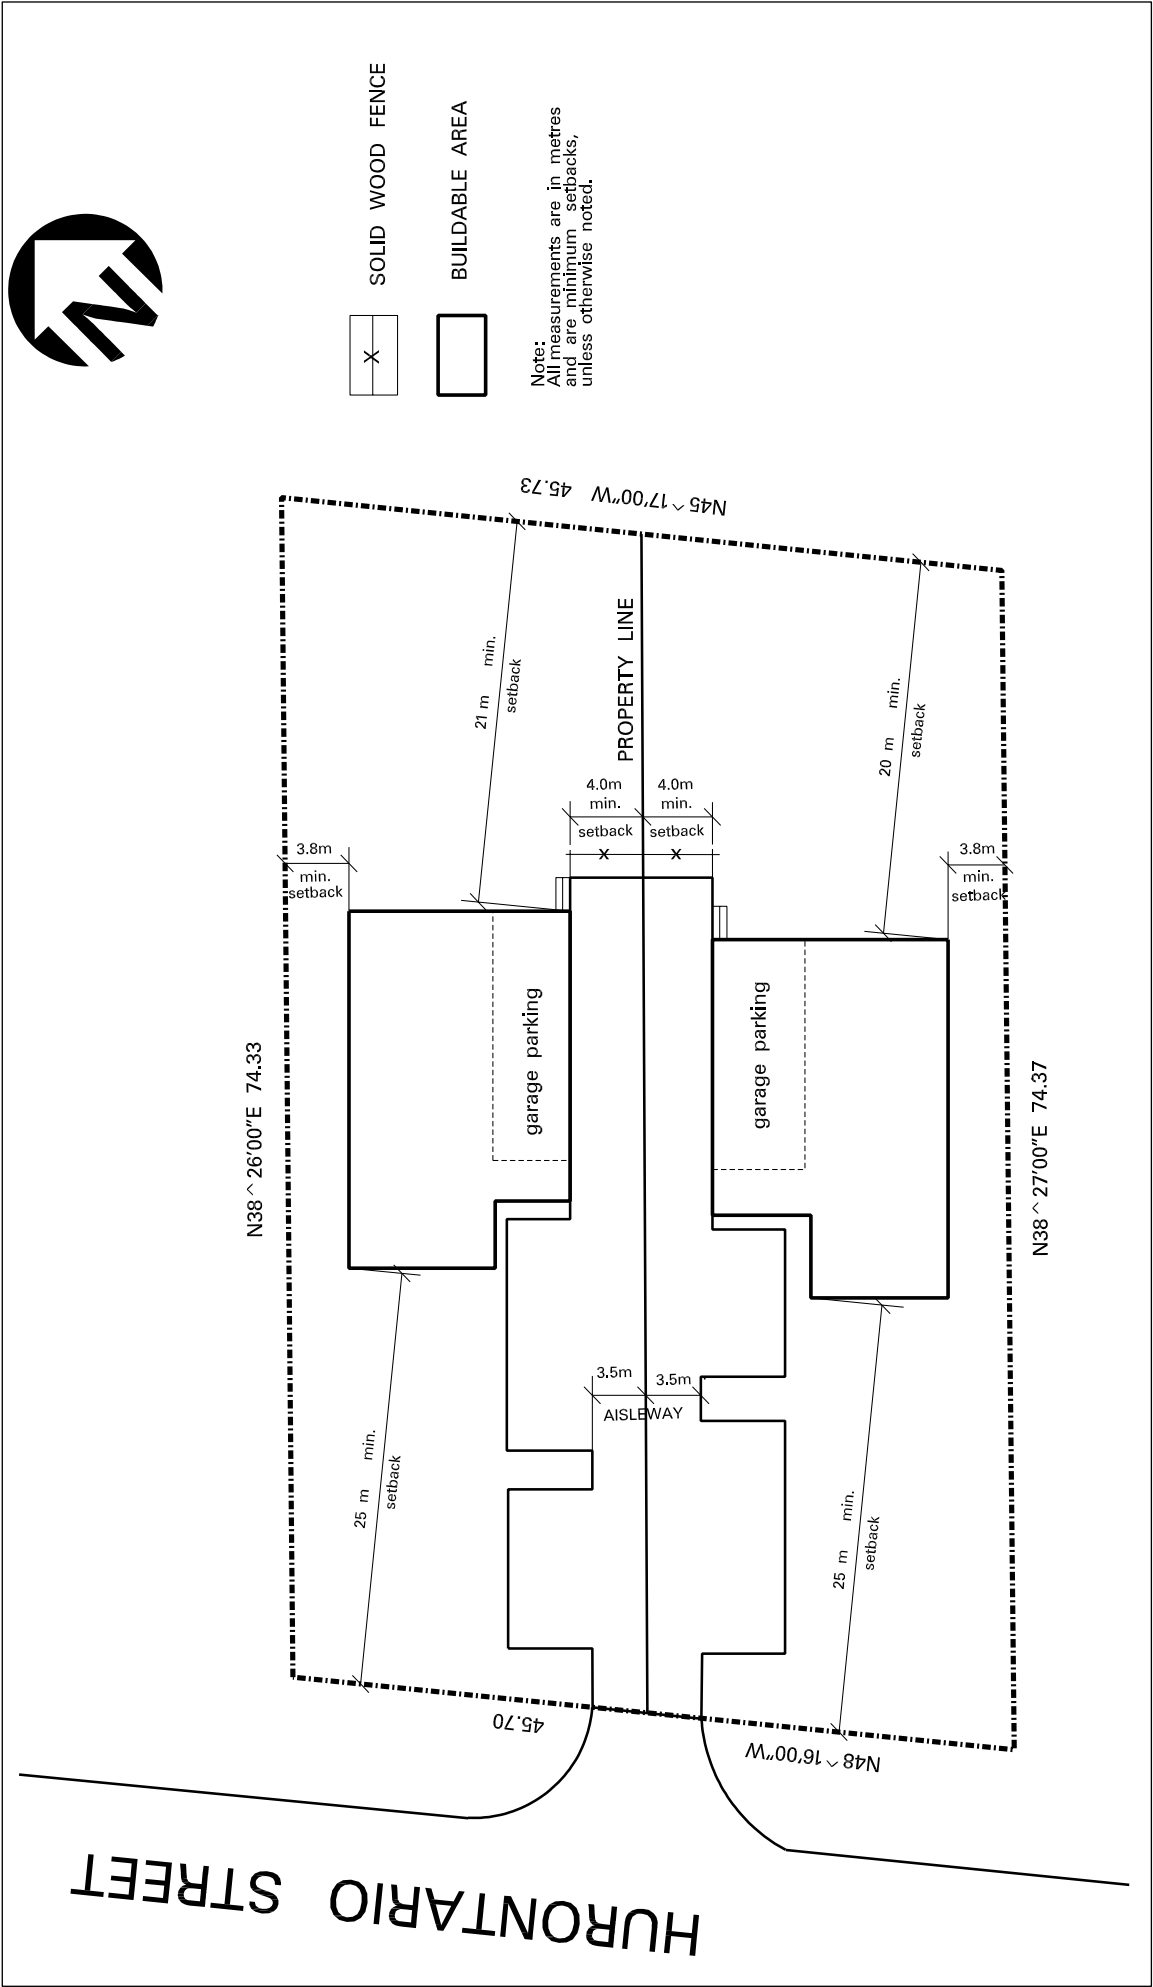 N
SOLID WOOD FENCE
X
BUILDABLE AREA
Note:
All measurements are in metres
and are minimum setbacks,
unless otherwise noted.
N45^17'00"W 45.73
21 m min.
setback
PROPERTY LINE
20 m min.
setback
4.0m
min.
setback
4.0m
min.
setback
X
X
3.8m
min.
setback
3.8m
min.
setback
garage parking
garage parking
N38^26'00"E 74.33
N38^27'00"E 74.37
3.5m
3.5m
AISLEWAY
25 m min.
setback
25 m min.
setback
45.70
N48^16'00"W
HURONTARIO STREET